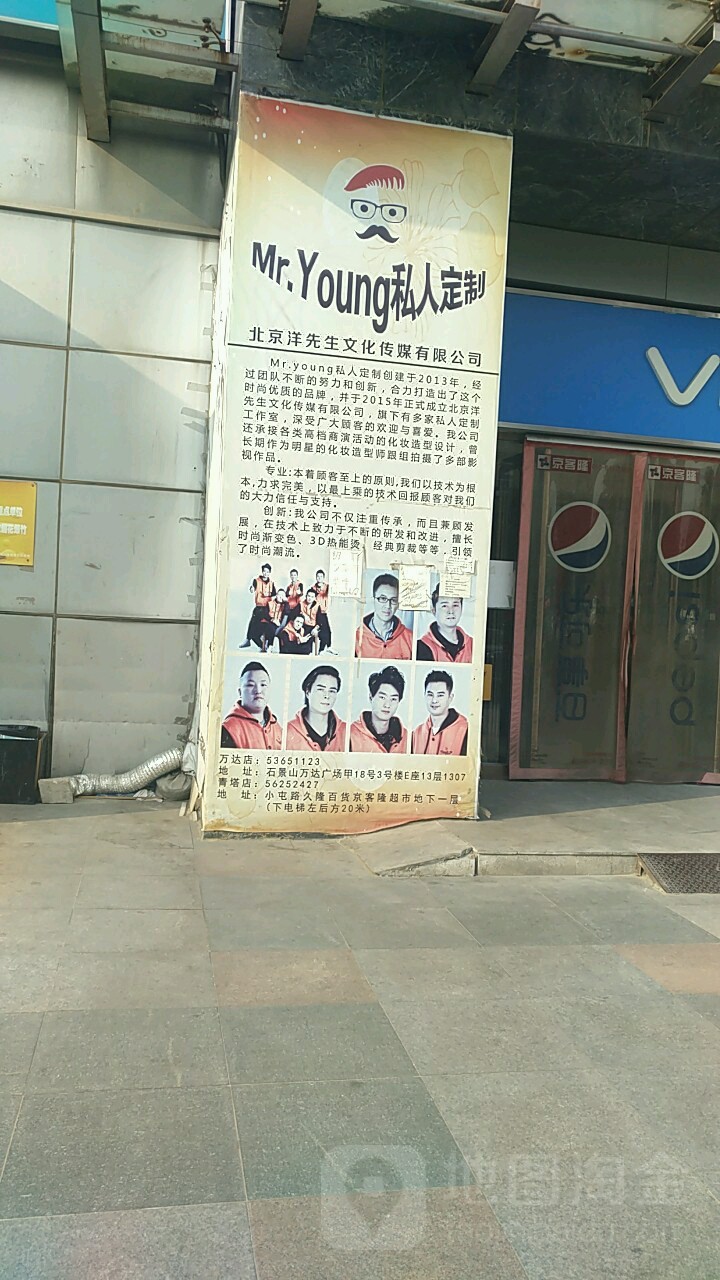 Mr.Young私人定制
北京洋先生文化传媒有限公司
Mr.young私人定制创建于2013年，经
过团队不断的努力和创新，合力打造出了这个
时尚优质的品牌，并于2015年正式成立北京洋
先生文化传媒有限公司，旗下有多家私人定制
工作室，深受广大顾客的欢迎与喜爱。我公司
还承接各类高档商演活动的化妆造型设计，曾
长期作为明星的化妆造型师跟组拍摄了多部影
视作品。
专业:本着顾客至上的原则,我们以技术为根
本,力求完美，以最上乘的技术回报顾客对我们
的大力信任与支持。
创新:我公司不仅注重传承，而且兼顾发
展，在技术上致力于不断的研发和改进，擅长
时尚渐变色、3D热能烫、经典剪裁等等，引领
了时尚潮流。
万达店：53651123
地 址：石景山万达广场甲18号3号楼E座13层1307
青塔店：56252427
地 址：小屯路久隆百货京客隆超市地下一层
（下电梯左后方20米）
京客隆
京客隆
pepsi
地图淘金